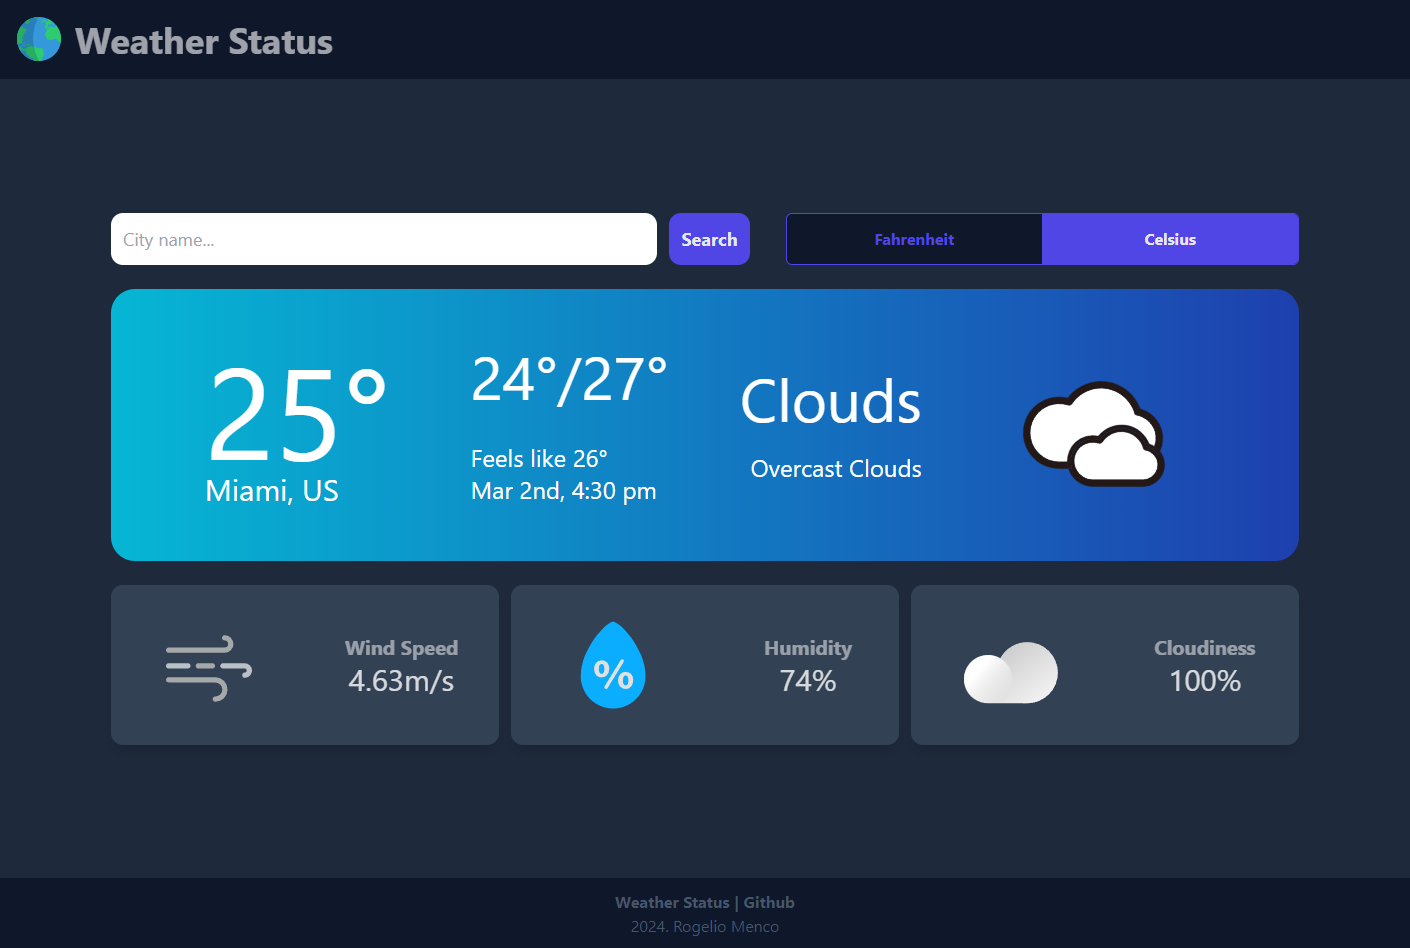 Weather Status
City name...
Search
Fahrenheit
Celsius
25°
Miami, US
24°/27°
Feels like 26°
Mar 2nd, 4:30 pm
Clouds
Overcast Clouds
Wind Speed
4.63m/s
%
Humidity
74%
Cloudiness
100%
Weather Status | Github
2024. Rogelio Menco